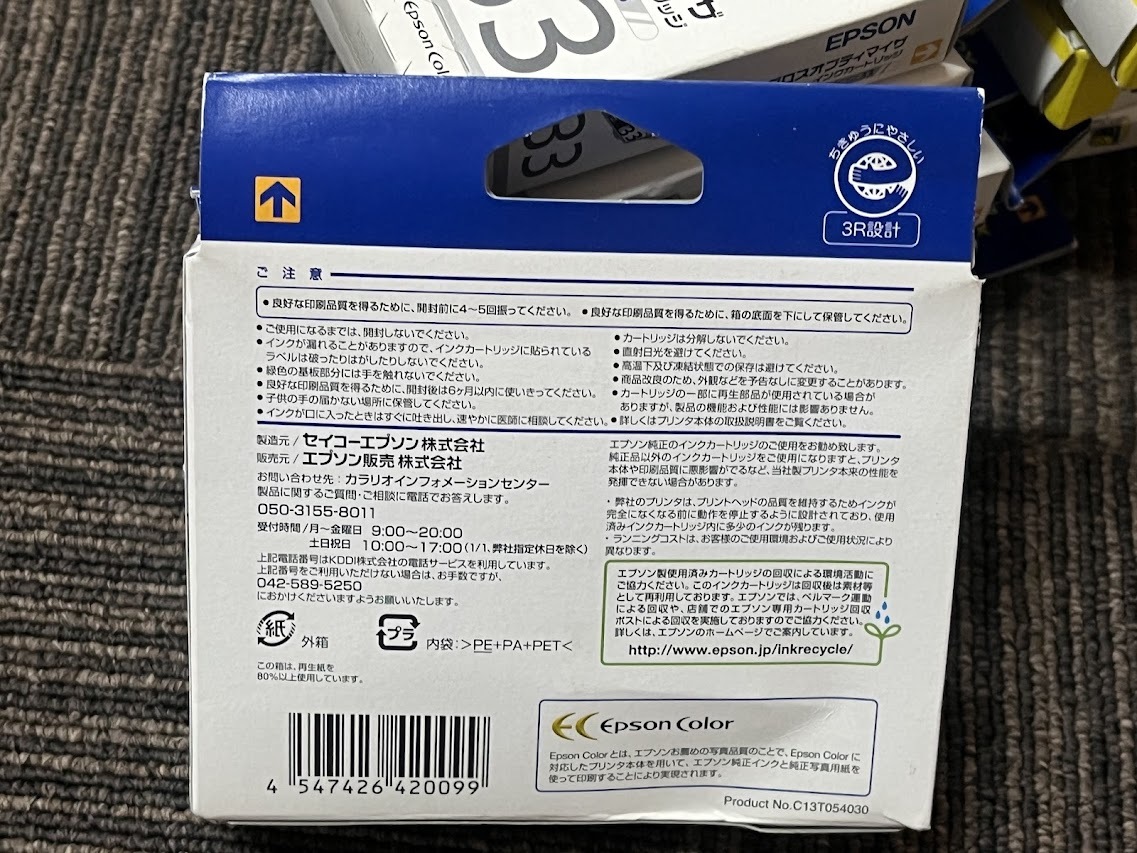 Epson Col
33
EPSON
インクカートリッジ
33
ちきゅうにやさしい
3R設計
ご注意
●良好な印刷品質を得るために、開封前に4～5回振ってください。 ●良好な印刷品質を得るために、箱の底面を下にして保管してください。
●ご使用になるまでは、開封しないでください。
●インクが漏れることがありますので、インクカートリッジに貼られている
ラベルは破ったりはがしたりしないでください。
●緑色の基板部分には手を触れないでください。
●良好な印刷品質を得るために、開封後は6ヶ月以内に使いきってください。
●子供の手の届かない場所に保管してください。
●インクが口に入ったときはすぐに吐き出し、速やかに医師に相談してください。
●カートリッジは分解しないでください。
●直射日光を避けてください。
●高温下及び凍結状態での保存は避けてください。
●商品改良のため、外観などを予告なしに変更することがあります。
●カートリッジの一部に再生部品が使用されている場合が
ありますが、製品の機能および性能には影響ありません。
●詳しくはプリンタ本体の取扱説明書をご覧ください。
製造元/セイコーエプソン株式会社
販売元/エプソン販売株式会社
お問い合わせ先:カラリオインフォメーションセンター
製品に関するご質問・ご相談に電話でお答えします。
050-3155-8011
受付時間/月～金曜日 9:00～20:00
土日祝日 10:00～17:00(1/1、弊社指定休日を除く)
上記電話番号はKDDI株式会社の電話サービスを利用しています。
上記番号をご利用いただけない場合は、お手数ですが、
042-589-5250
におかけくださいますようお願いいたします。
紙 外箱
プラ 内袋:>PE+PA+PET<
この箱は、再生紙を
80%以上使用しています。
エプソン純正のインクカートリッジのご使用をお勧め致します。
純正品以外のインクカートリッジをご使用になりますと、プリンタ
本体や印刷品質に悪影響がでるなど、当社製プリンタ本来の性能を
発揮できない場合があります。
・弊社のプリンタは、プリントヘッドの品質を維持するためインクが
完全になくなる前に動作を停止するように設計されており、使用
済みインクカートリッジ内に多少のインクが残ります。
・ランニングコストは、お客様のご使用環境およびご使用状況により
異なります。
エプソン製使用済みカートリッジの回収による環境活動に
ご協力ください。このインクカートリッジは回収後は素材等
として再利用しております。エプソンでは、ベルマーク運動
による回収や、店舗でのエプソン専用カートリッジ回収
ポストによる回収を実施しておりますのでご協力ください。
詳しくは、エプソンのホームページでご案内しています。
http://www.epson.jp/inkrecycle/
4 547426 420099
EC Epson Color
Epson Colorとは、エプソンお薦めの写真品質のことで、Epson Colorに
対応したプリンタ本体を用いて、エプソン純正インクと純正写真用紙を
使って印刷することにより実現されます。
Product No.C13T054030